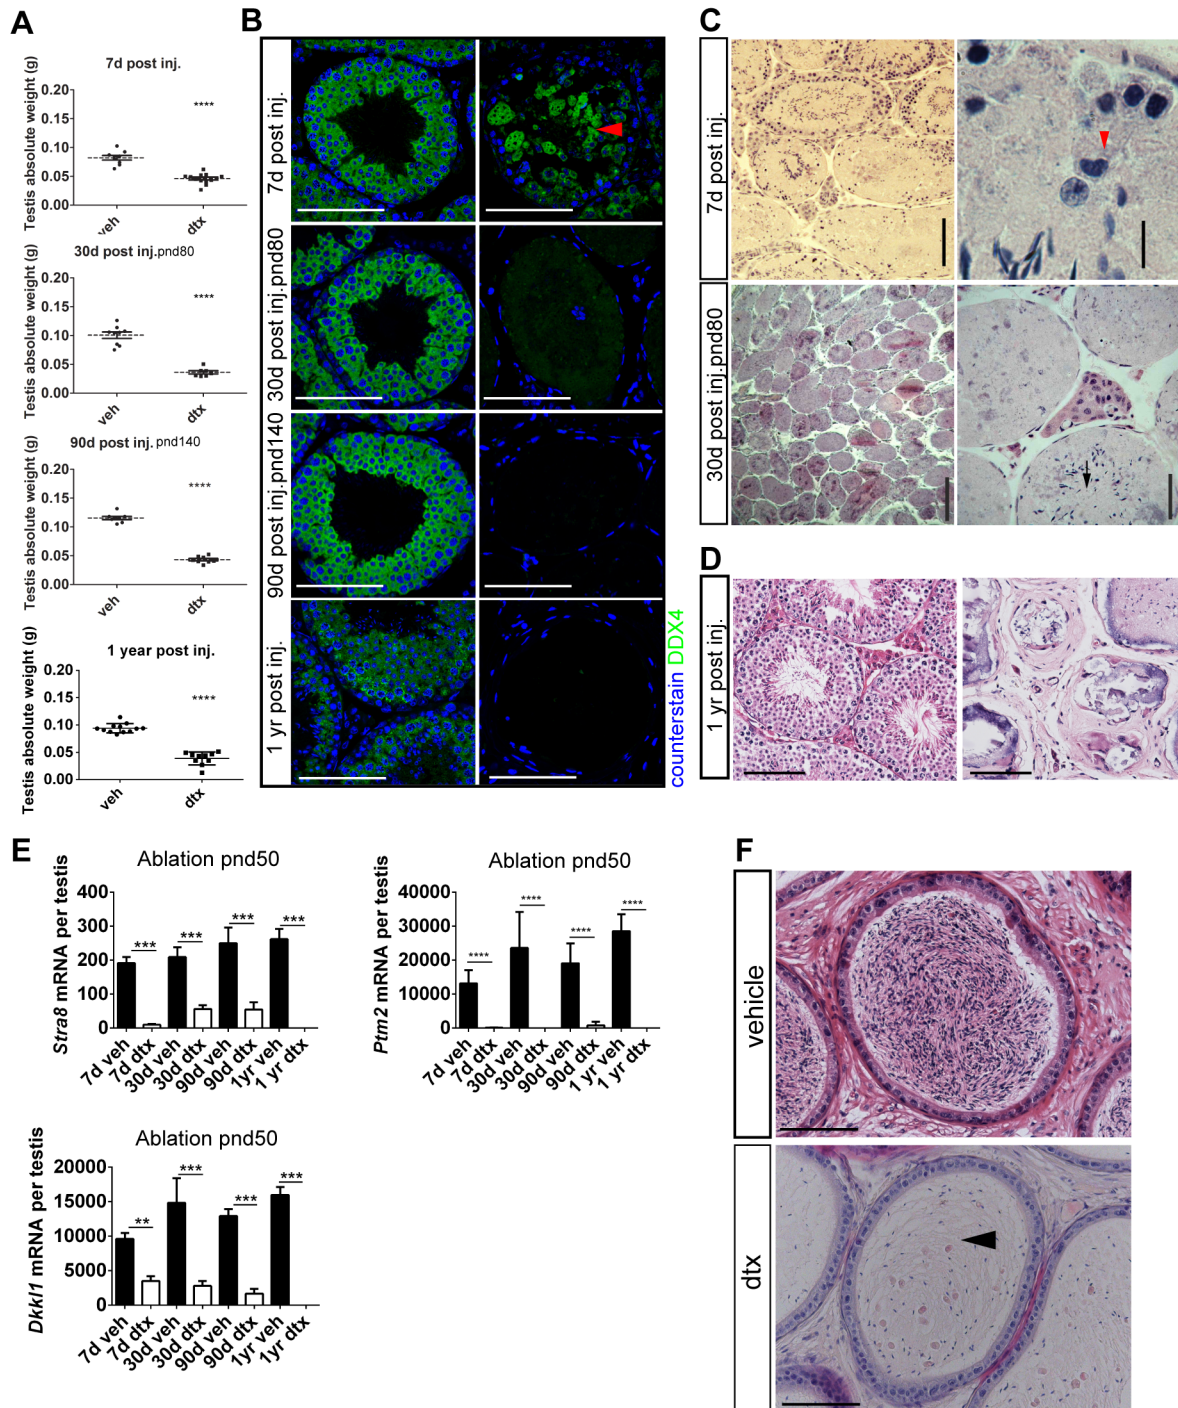 A
7d post inj.
Testis absolute weight (g)
0.20
0.15
0.10
0.05
0.00
****
veh
dtx
30d post inj.pnd80
Testis absolute weight (g)
0.20
0.15
0.10
0.05
0.00
****
veh
dtx
90d post inj.pnd140
Testis absolute weight (g)
0.20
0.15
0.10
0.05
0.00
****
veh
dtx
1 year post inj.
Testis absolute weight (g)
0.20
0.15
0.10
0.05
0.00
****
veh
dtx
B
7d post inj.
30d post inj.pnd80
90d post inj.pnd140
1 yr post inj.
counterstain DDX4
C
7d post inj.
30d post inj.pnd80
D
1 yr post inj.
E
Ablation pnd50
Stra8 mRNA per testis
400
300
200
100
0
***
***
***
***
7d veh
7d dtx
30d veh
30d dtx
90d veh
90d dtx
1yr veh
1 yr dtx
Ablation pnd50
Ptm2 mRNA per testis
40000
30000
20000
10000
0
****
****
****
****
7d veh
7d dtx
30d veh
30d dtx
90d veh
90d dtx
1 yr veh
1 yr dtx
Ablation pnd50
Dkkl1 mRNA per testis
20000
15000
10000
5000
0
**
***
***
***
7d veh
7d dtx
30d veh
30d dtx
90d veh
90d dtx
1yr veh
1yr dtx
F
vehicle
dtx